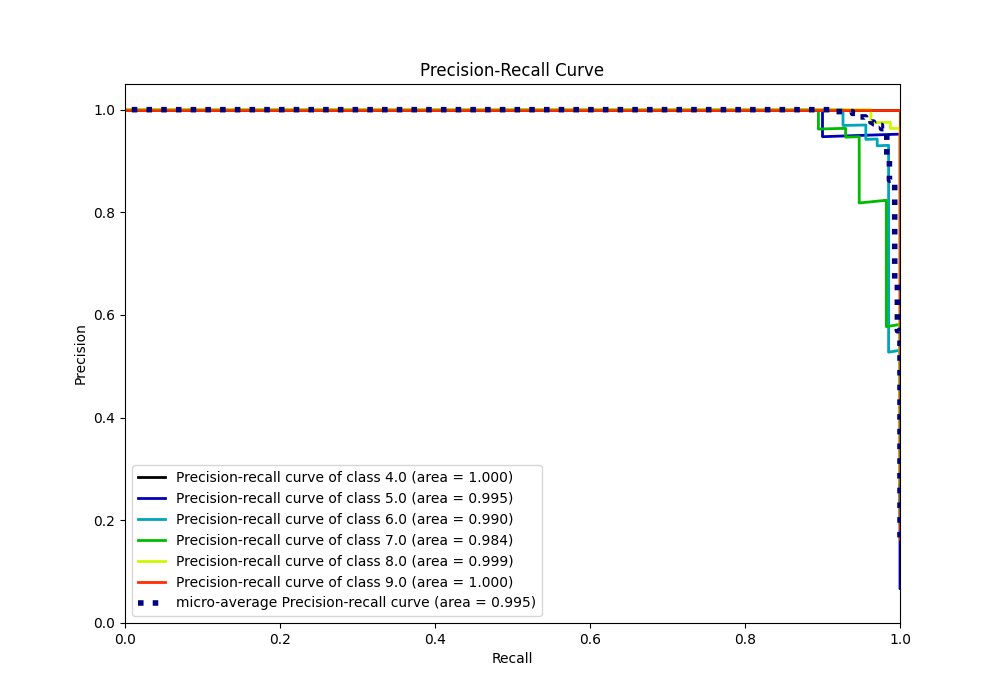 Precision-Recall Curve
1.0
0.8
0.6
0.4
0.2
0.0
Precision
Precision-recall curve of class 4.0 (area = 1.000)
Precision-recall curve of class 5.0 (area = 0.995)
Precision-recall curve of class 6.0 (area = 0.990)
Precision-recall curve of class 7.0 (area = 0.984)
Precision-recall curve of class 8.0 (area = 0.999)
Precision-recall curve of class 9.0 (area = 1.000)
micro-average Precision-recall curve (area = 0.995)
0.0 0.2 0.4 0.6 0.8 1.0
Recall